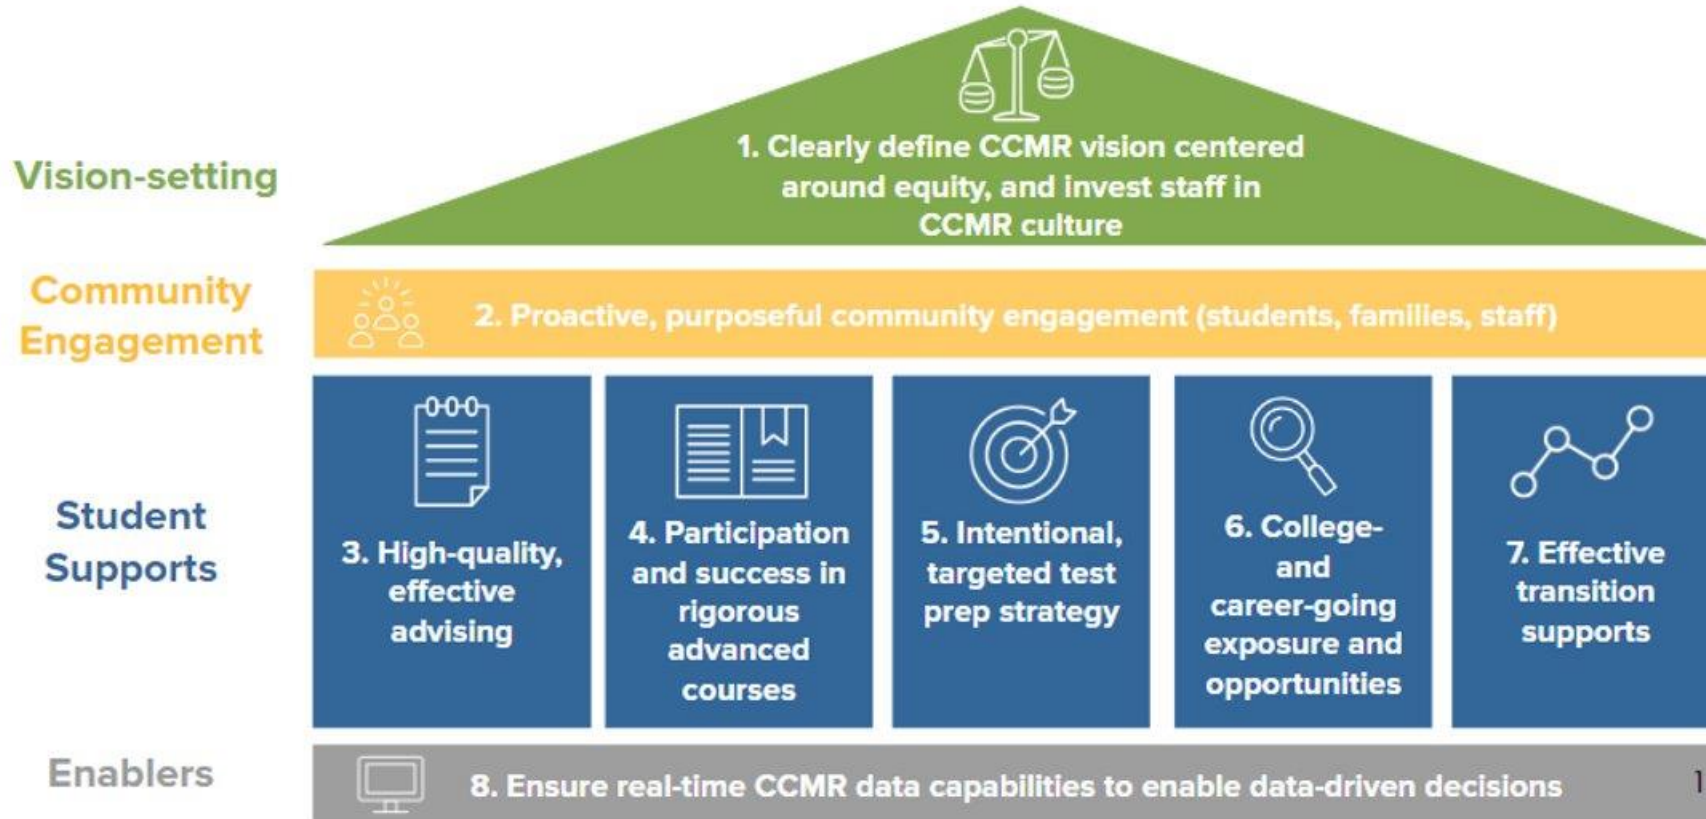 Vision-setting
1. Clearly define CCMR vision centered
around equity, and invest staff in
CCMR culture
Community
Engagement
2. Proactive, purposeful community engagement (students, families, staff)
Student
Supports
3. High-quality,
effective
advising
4. Participation
and success in
rigorous
advanced
courses
5. Intentional,
targeted test
prep strategy
6. College-
and
career-going
exposure and
opportunities
7. Effective
transition
supports
Enablers
8. Ensure real-time CCMR data capabilities to enable data-driven decisions
1